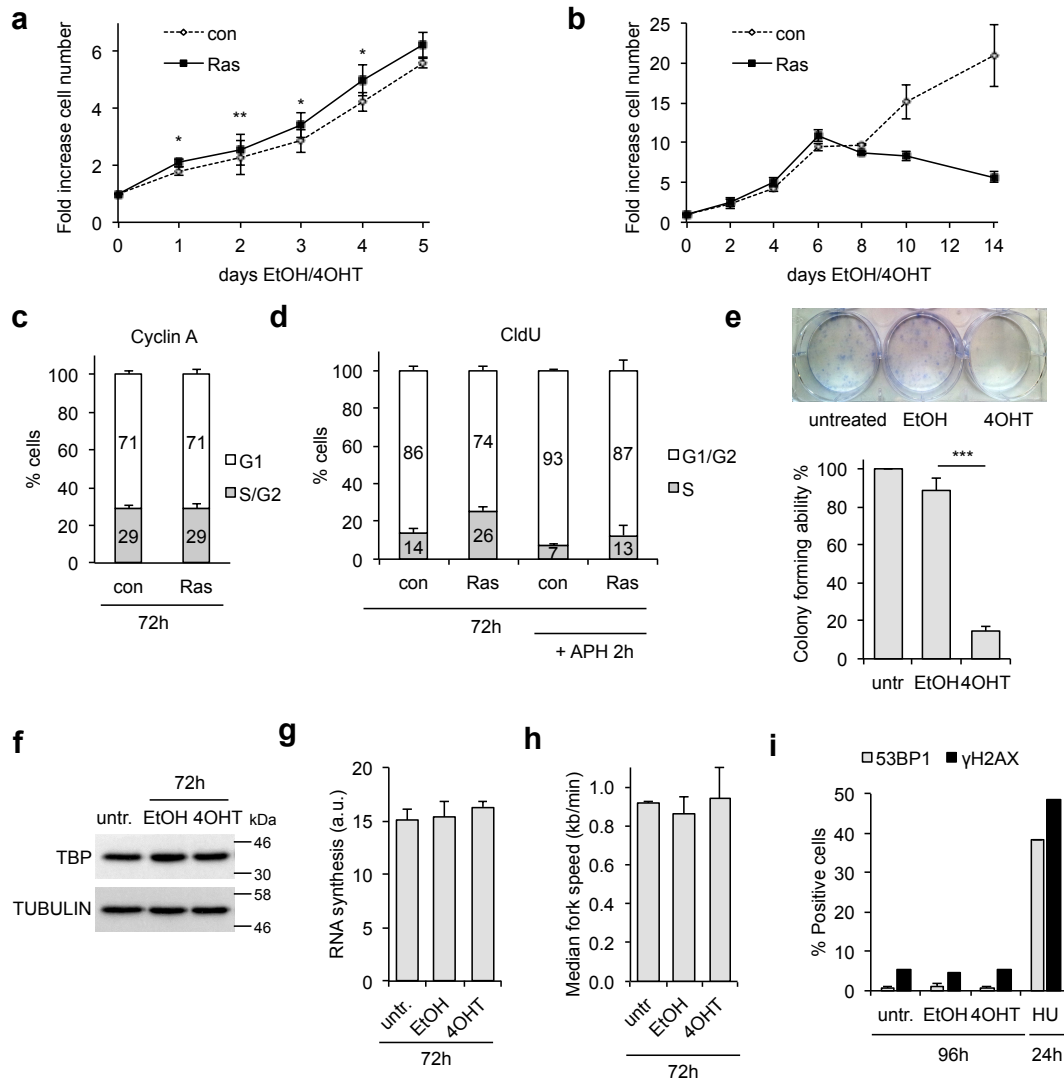 a
con
Ras
Fold increase cell number
6
4
2
0
*
**
*
*
0 1 2 3 4 5
days EtOH/4OHT
b
con
Ras
Fold increase cell number
25
20
15
10
5
0
0 2 4 6 8 10 12 14
days EtOH/4OHT
c
Cyclin A
% cells
100
80
60
40
20
0
71 71
29 29
G1
S/G2
con Ras
72h
d
CldU
% cells
100
80
60
40
20
0
86 74 93 87
14 26 7 13
G1/G2
S
con Ras con Ras
72h
+ APH 2h
e
untreated EtOH 4OHT
Colony forming ability %
100
80
60
40
20
0
***
untr EtOH 4OHT
f
72h
untr. EtOH 4OHT kDa
TBP
46
30
TUBULIN
58
46
g
RNA synthesis (a.u.)
20
15
10
5
0
untr. EtOH 4OHT
72h
h
Median fork speed (kb/min)
1.0
0.8
0.6
0.4
0.2
0.0
untr EtOH 4OHT
72h
i
53BP1 γH2AX
% Positive cells
50
40
30
20
10
0
untr. EtOH 4OHT HU
96h 24h